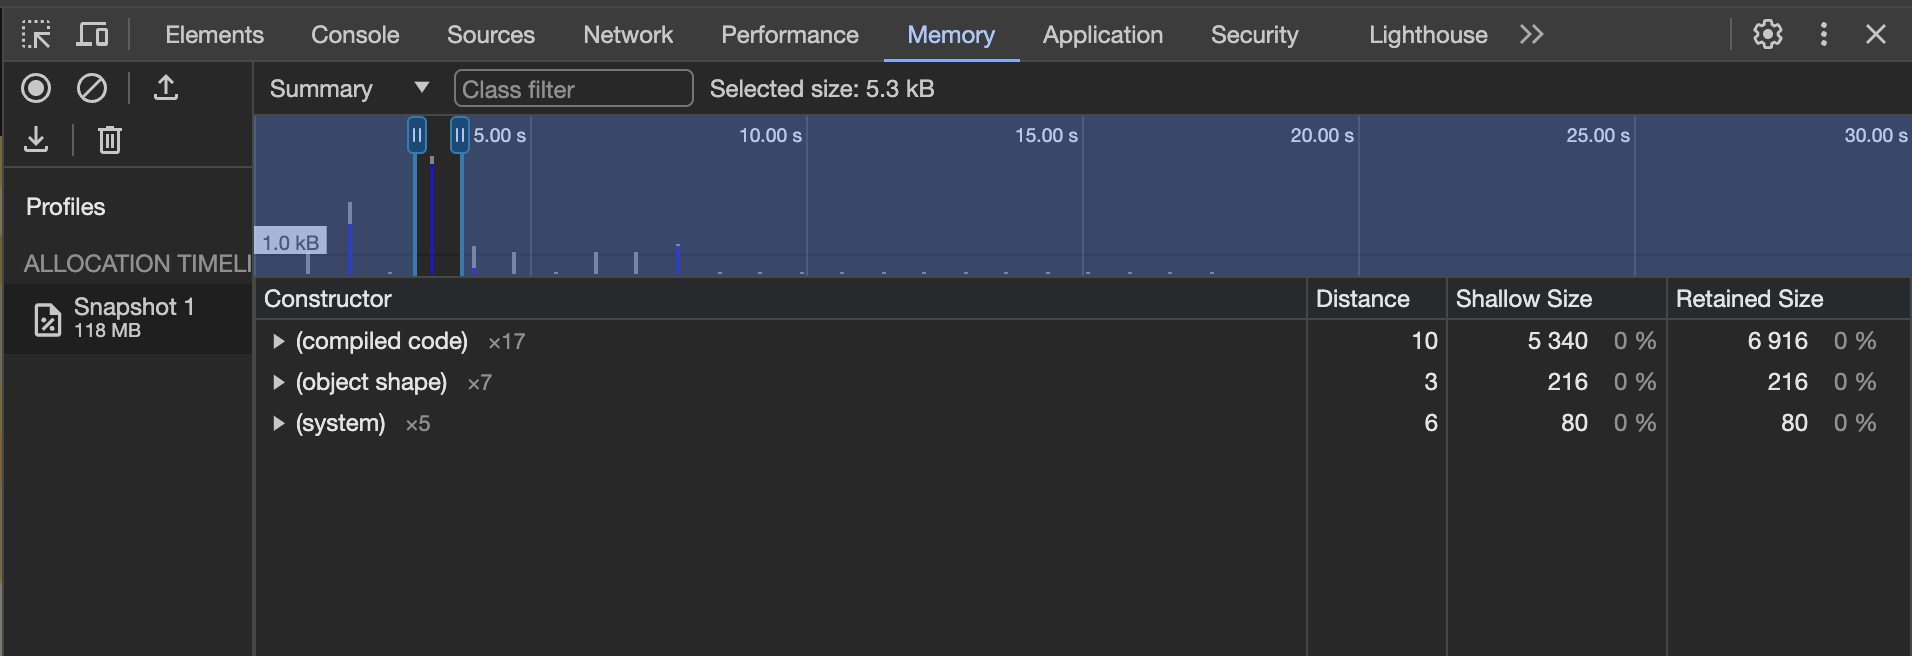 Elements Console Sources Network Performance Memory Application Security Lighthouse
Summary Class filter Selected size: 5.3 kB
5.00 s 10.00 s 15.00 s 20.00 s 25.00 s 30.00 s
1.0 kB
Profiles
ALLOCATION TIMELI
Snapshot 1
118 MB
Constructor Distance Shallow Size Retained Size
(compiled code) ×17 10 5 340 0 % 6 916 0 %
(object shape) ×7 3 216 0 % 216 0 %
(system) ×5 6 80 0 % 80 0 %